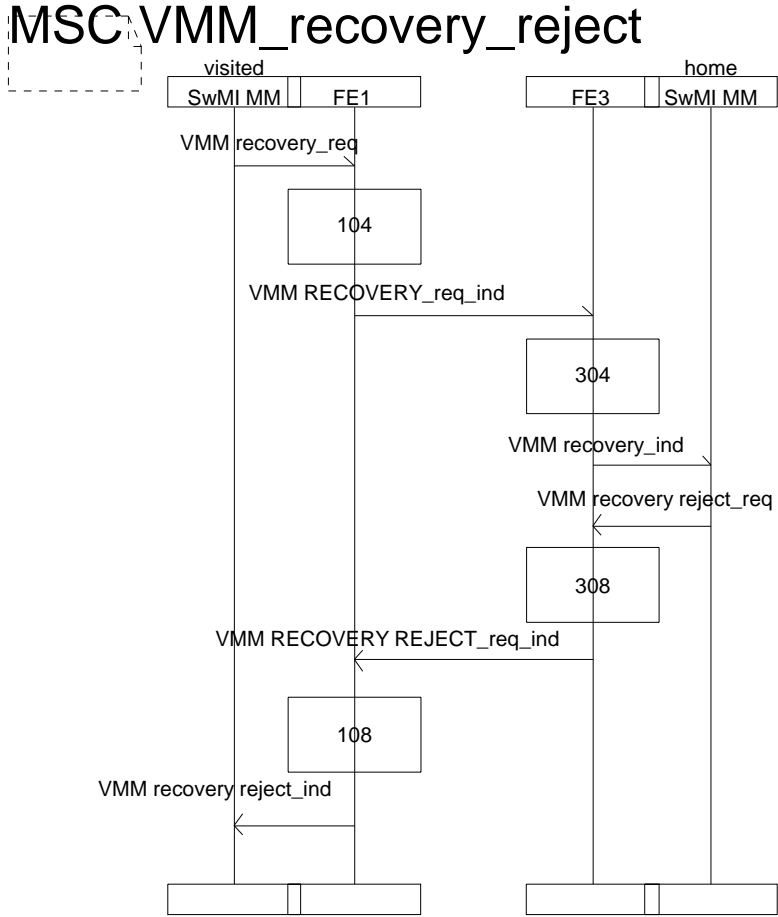 MSC VMM_recovery_reject
visited home
SwMI MM FE1 FE3 SwMI MM
VMM recovery_req
104
VMM RECOVERY_req_ind
304
VMM recovery_ind
VMM recovery reject_req
308
VMM RECOVERY REJECT_req_ind
108
VMM recovery reject_ind